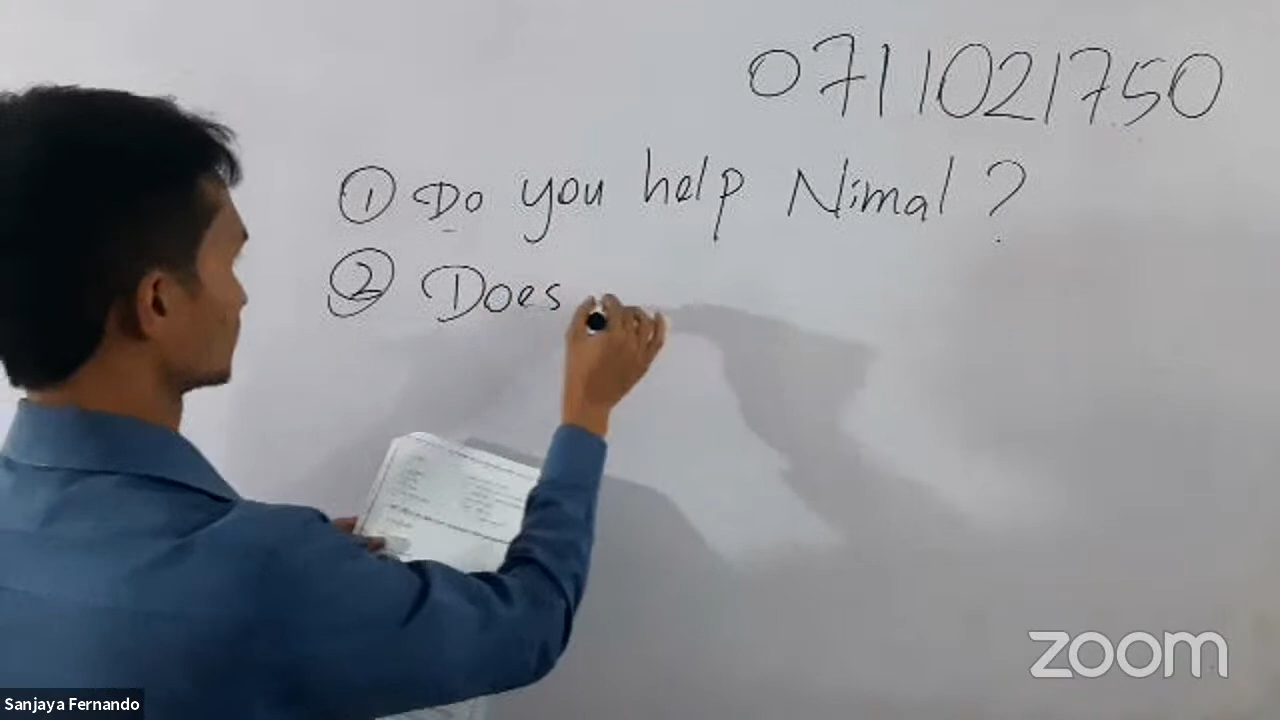 0711021750
① Do you help Nimal ?
② Does
zoom
Sanjaya Fernando